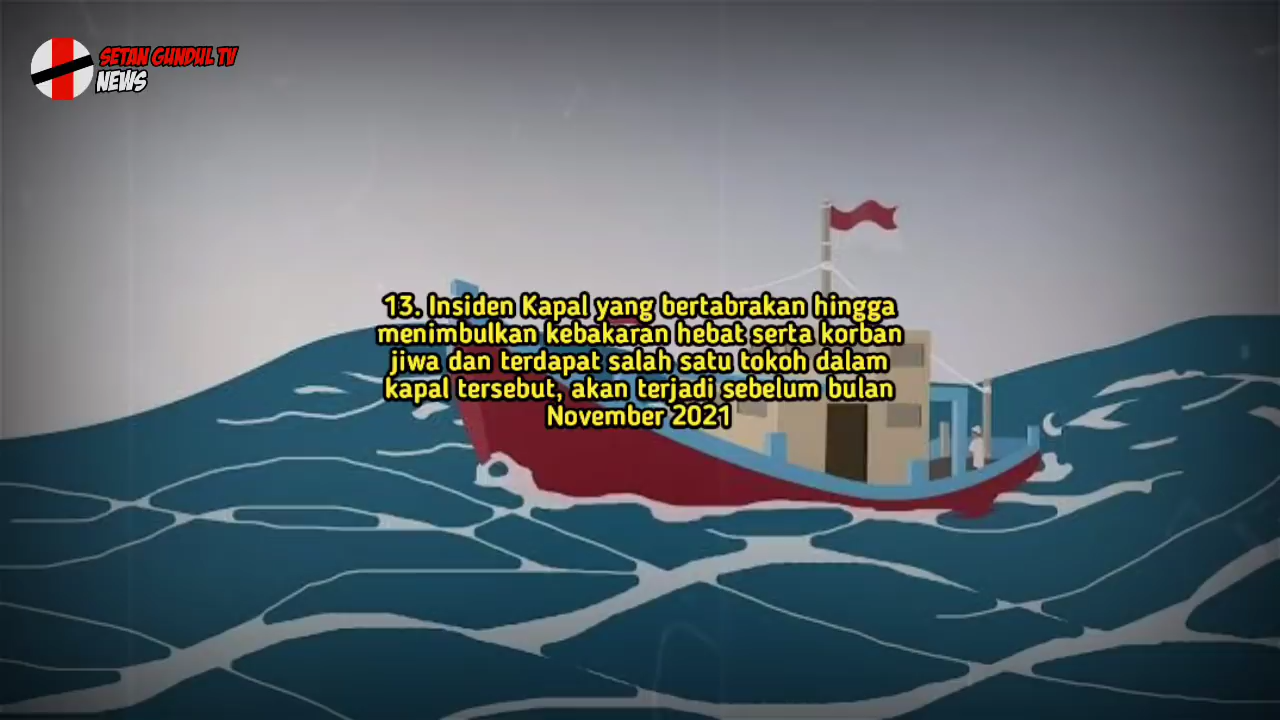 SETAN GUNDUL TV
NEWS
13. Insiden Kapal yang bertabrakan hingga
menimbulkan kebakaran hebat serta korban
jiwa dan terdapat salah satu tokoh dalam
kapal tersebut, akan terjadi sebelum bulan
November 2021